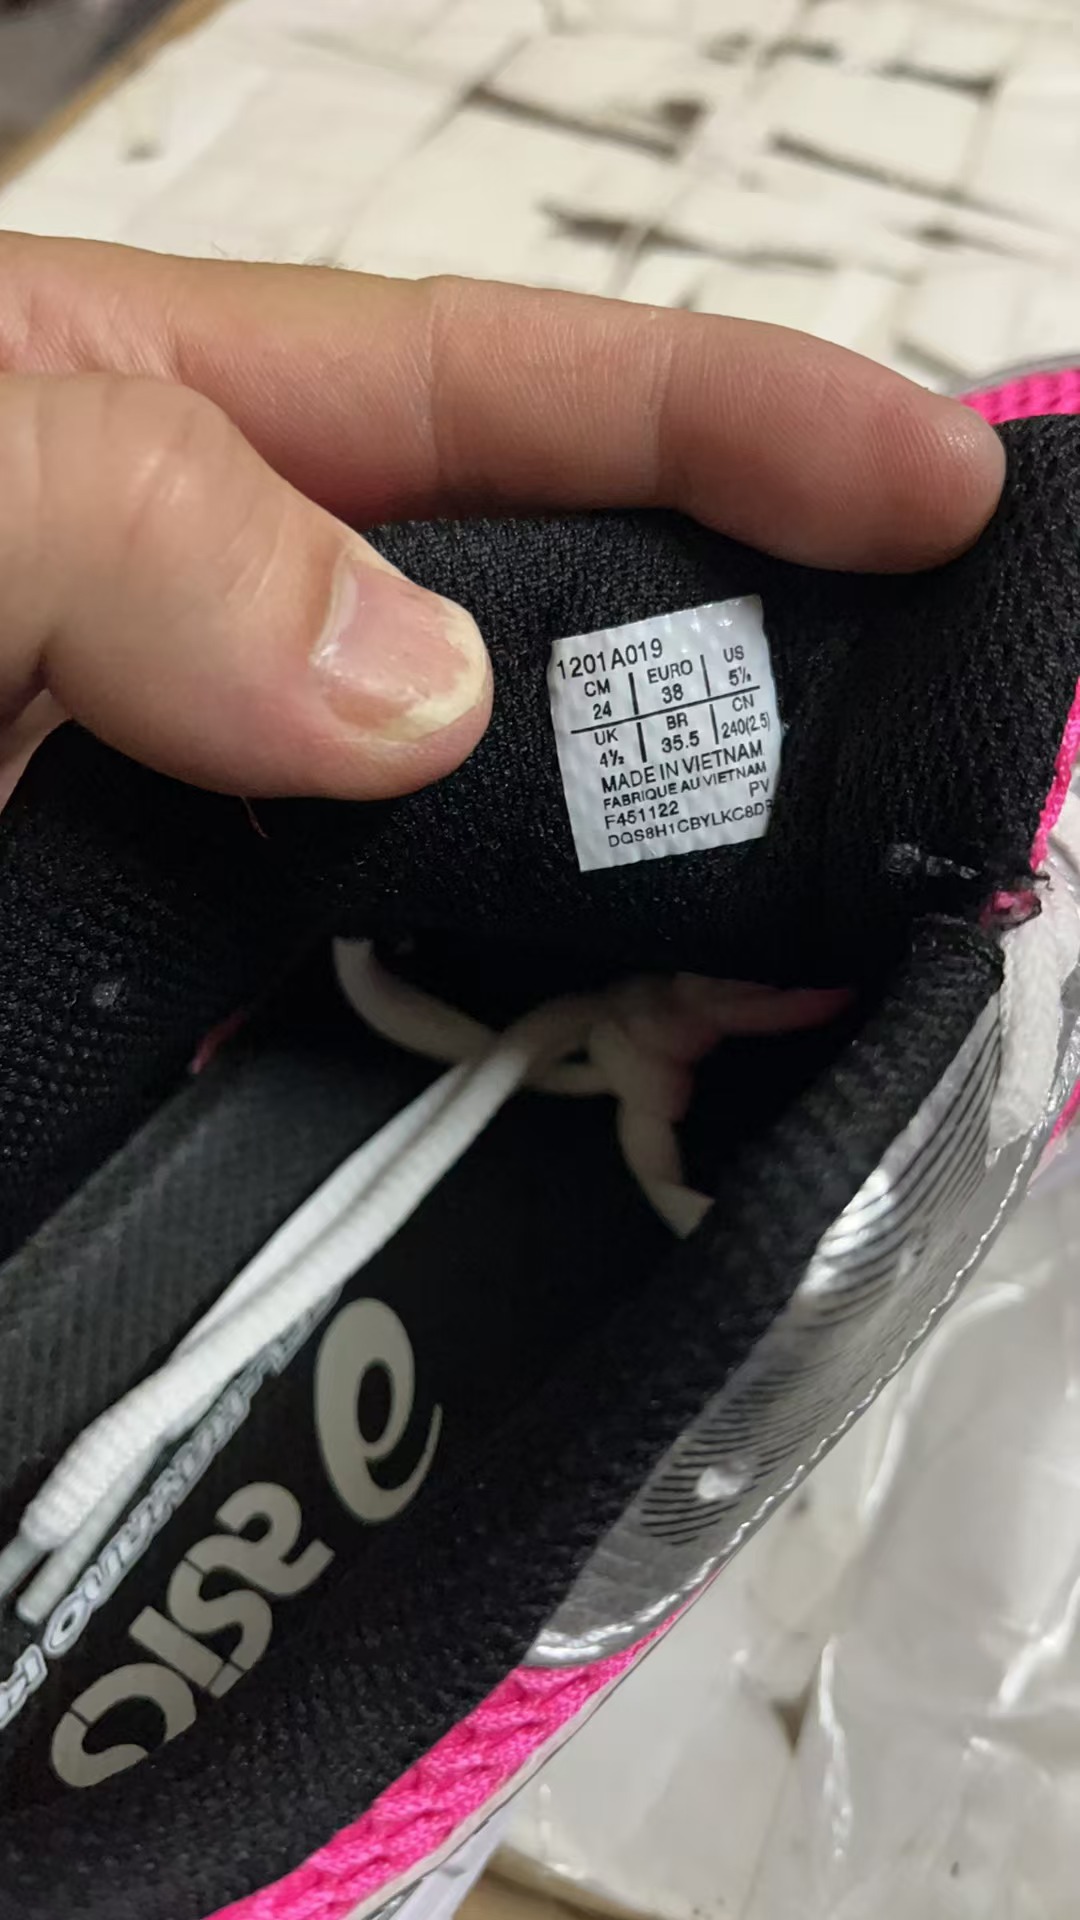 1201A019
CM EURO US
24 38 5½
UK BR CN
4½ 35.5 240(2.5)
MADE IN VIETNAM
FABRIQUE AU VIETNAM
F451122 PV
asics